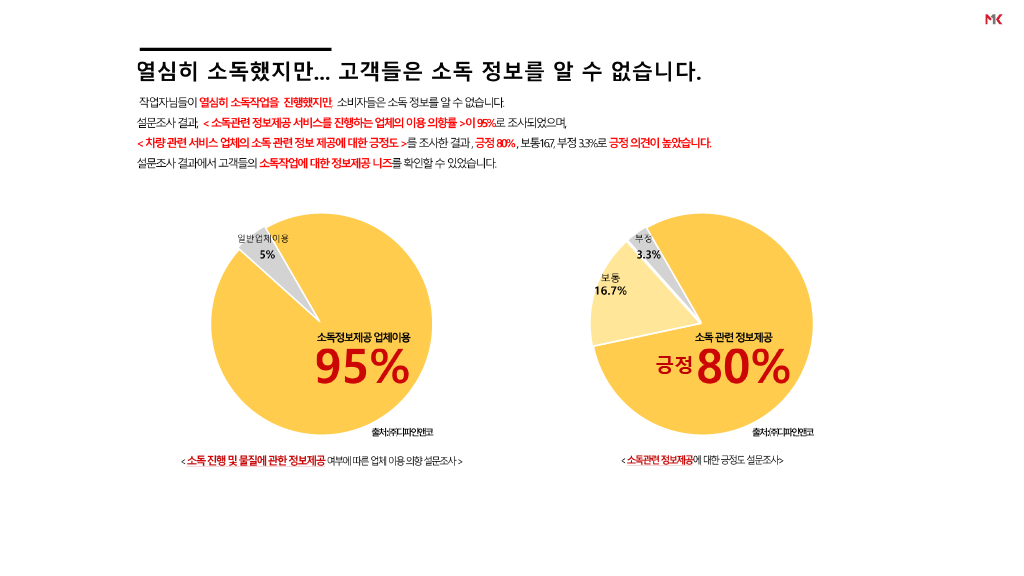 MK
열심히 소독했지만... 고객들은 소독 정보를 알 수 없습니다.
작업자님들이 열심히 소독작업을 진행했지만 소비자들은 소독 정보를 알 수 없습니다.
설문조사 결과, < 소독관련 정보제공 서비스를 진행하는 업체의 이용 의향률 >이 95%로 조사되었으며,
< 차량 관련 서비스 업체의 소독 관련 정보 제공에 대한 긍정도 >를 조사한 결과 , 긍정 80% , 보통16.7, 부정 3.3%로 긍정 의견이 높았습니다.
설문조사 결과에서 고객들의 소독작업에 대한 정보제공 니즈를 확인할 수 있었습니다.
일반업체이용
5%
소독정보제공 업체이용
95%
출처:㈜디파인앤코
< 소독 진행 및 물질에 관한 정보제공 여부에 따른 업체 이용 의향 설문조사 >
부정
3.3%
보통
16.7%
소독 관련 정보제공
긍정 80%
출처:㈜디파인앤코
< 소독관련 정보제공에 대한 긍정도 설문조사>